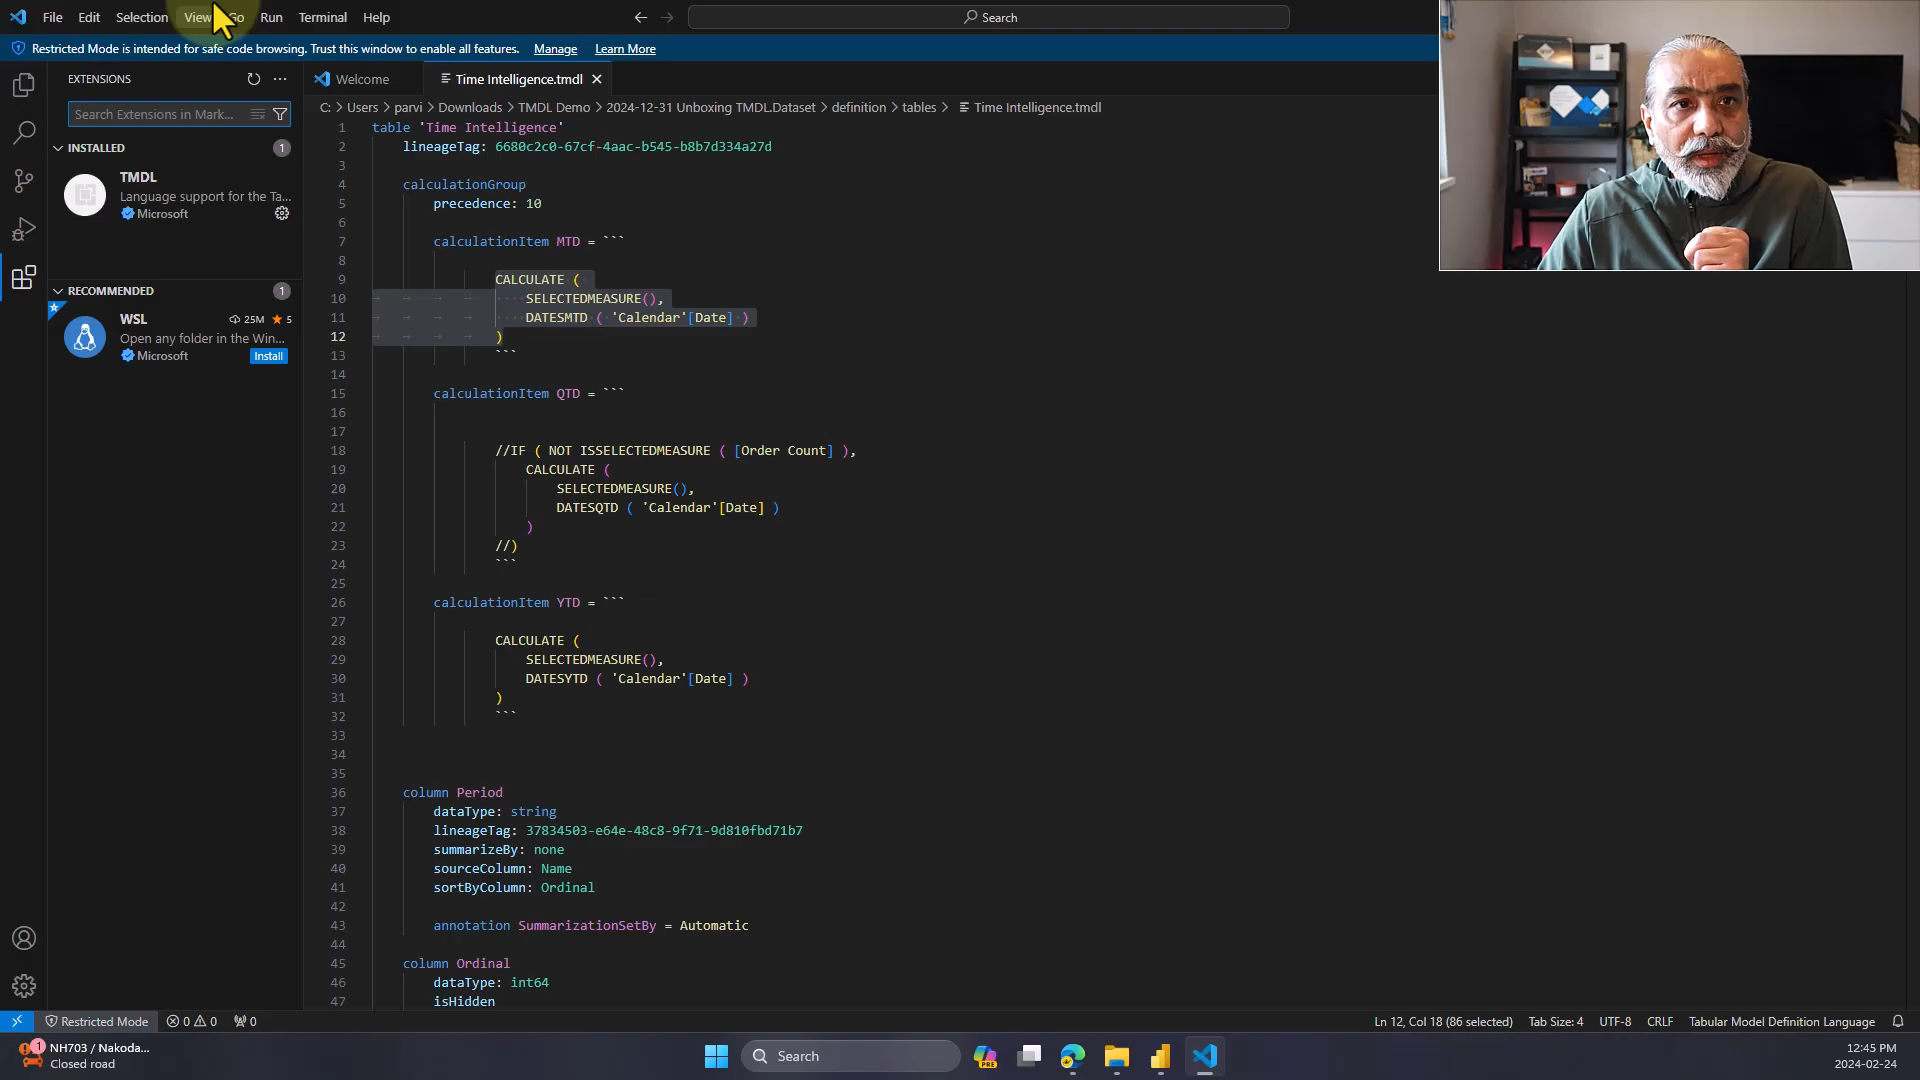 File Edit Selection View Go Run Terminal Help
Search
Restricted Mode is intended for safe code browsing. Trust this window to enable all features. Manage Learn More
EXTENSIONS
Search Extensions in Mark...
INSTALLED 1
TMDL
Language support for the Ta...
Microsoft
RECOMMENDED 1
WSL 25M 5
Open any folder in the Win...
Microsoft Install
Welcome
Time Intelligence.tmdl
C: > Users > parvi > Downloads > TMDL Demo > 2024-12-31 Unboxing TMDL.Dataset > definition > tables > Time Intelligence.tmdl
1 table 'Time Intelligence'
2 lineageTag: 6680c2c0-67cf-4aac-b545-b8b7d334a27d
3
4 calculationGroup
5 precedence: 10
6
7 calculationItem MTD = ```
8
9 CALCULATE (
10 SELECTEDMEASURE(),
11 DATESMTD ( 'Calendar'[Date] )
12 )
13 ```
14
15 calculationItem QTD = ```
16
17
18 //IF ( NOT ISSELECTEDMEASURE ( [Order Count] ),
19 CALCULATE (
20 SELECTEDMEASURE(),
21 DATESQTD ( 'Calendar'[Date] )
22 )
23 //)
24 ```
25
26 calculationItem YTD = ```
27
28 CALCULATE (
29 SELECTEDMEASURE(),
30 DATESYTD ( 'Calendar'[Date] )
31 )
32 ```
33
34
35
36 column Period
37 dataType: string
38 lineageTag: 37834503-e64e-48c8-9f71-9d810fbd71b7
39 summarizeBy: none
40 sourceColumn: Name
41 sortByColumn: Ordinal
42
43 annotation SummarizationSetBy = Automatic
44
45 column Ordinal
46 dataType: int64
47 isHidden
Restricted Mode 0 0 0
Ln 12, Col 18 (86 selected) Tab Size: 4 UTF-8 CRLF Tabular Model Definition Language
1 NH703 / Nakoda...
Closed road
Search
PRE
12:45 PM
2024-02-24